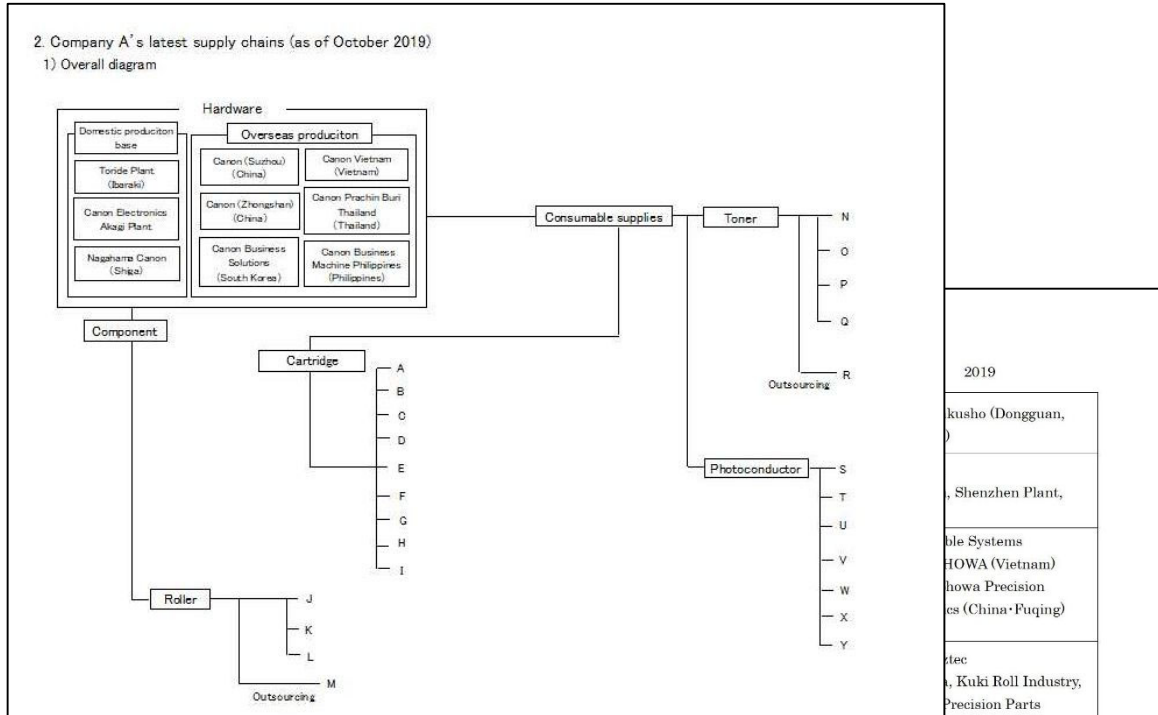 2. Company A's latest supply chains (as of October 2019)
1) Overall diagram
Hardware
Domestic produciton
base
Toride Plant
(Ibaraki)
Canon Electronics
Akagi Plant
Nagahama Canon
(Shiga)
Overseas produciton
Canon (Suzhou)
(China)
Canon Vietnam
(Vietnam)
Canon (Zhongshan)
(China)
Canon Prachin Buri
Thailand
(Thailand)
Canon Business
Solutions
(South Korea)
Canon Business
Machine Philippines
(Philippines)
Component
Consumable supplies
Toner
N
O
P
Q
R
Outsourcing
Cartridge
A
B
C
D
E
F
G
H
I
Photoconductor
S
T
U
V
W
X
Y
Roller
J
K
L
M
Outsourcing
2019
kusho (Dongguan,
)
, Shenzhen Plant,
ble Systems
HOWA (Vietnam)
howa Precision
cs (China・Fuqing)
ztec
, Kuki Roll Industry,
Precision Parts